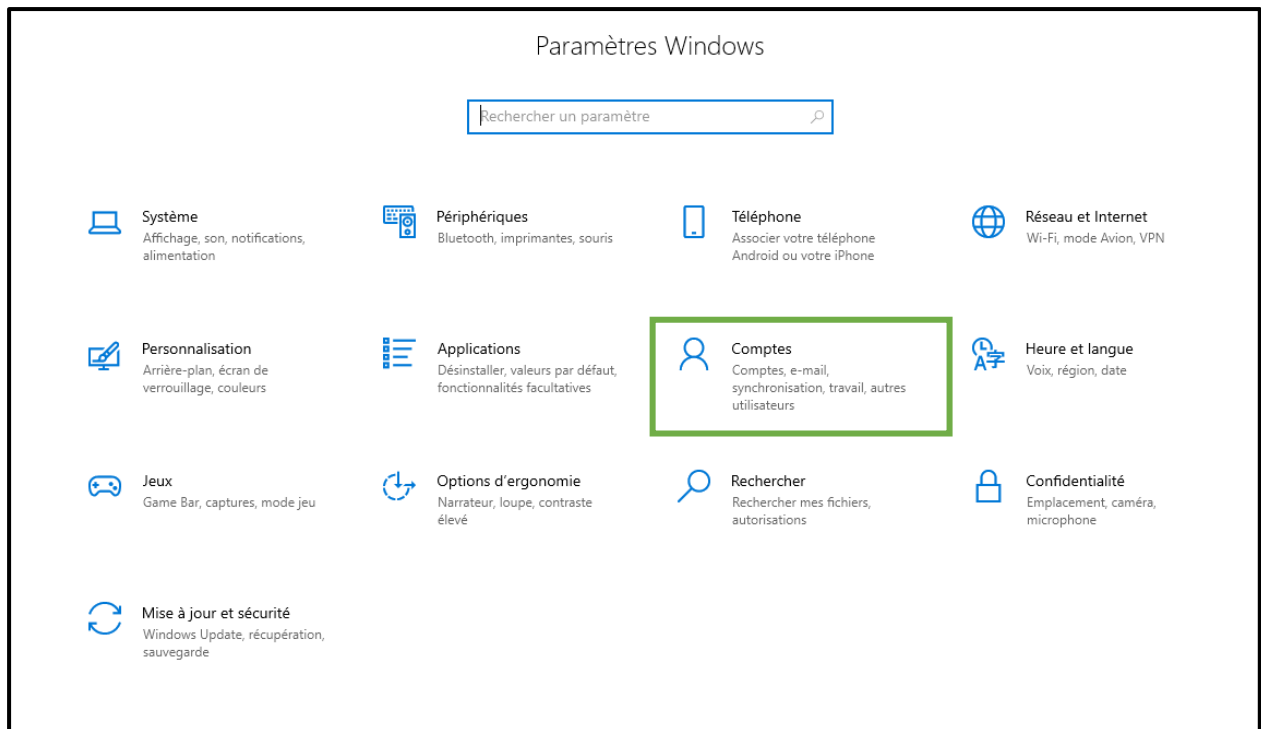 Paramètres Windows
Rechercher un paramètre
Système
Affichage, son, notifications,
alimentation
Périphériques
Bluetooth, imprimantes, souris
Téléphone
Associer votre téléphone
Android ou votre iPhone
Réseau et Internet
Wi-Fi, mode Avion, VPN
Personnalisation
Arrière-plan, écran de
verrouillage, couleurs
Applications
Désinstaller, valeurs par défaut,
fonctionnalités facultatives
Comptes
Comptes, e-mail,
synchronisation, travail, autres
utilisateurs
Heure et langue
Voix, région, date
Jeux
Game Bar, captures, mode jeu
Options d’ergonomie
Narrateur, loupe, contraste
élevé
Rechercher
Rechercher mes fichiers,
autorisations
Confidentialité
Emplacement, caméra,
microphone
Mise à jour et sécurité
Windows Update, récupération,
sauvegarde